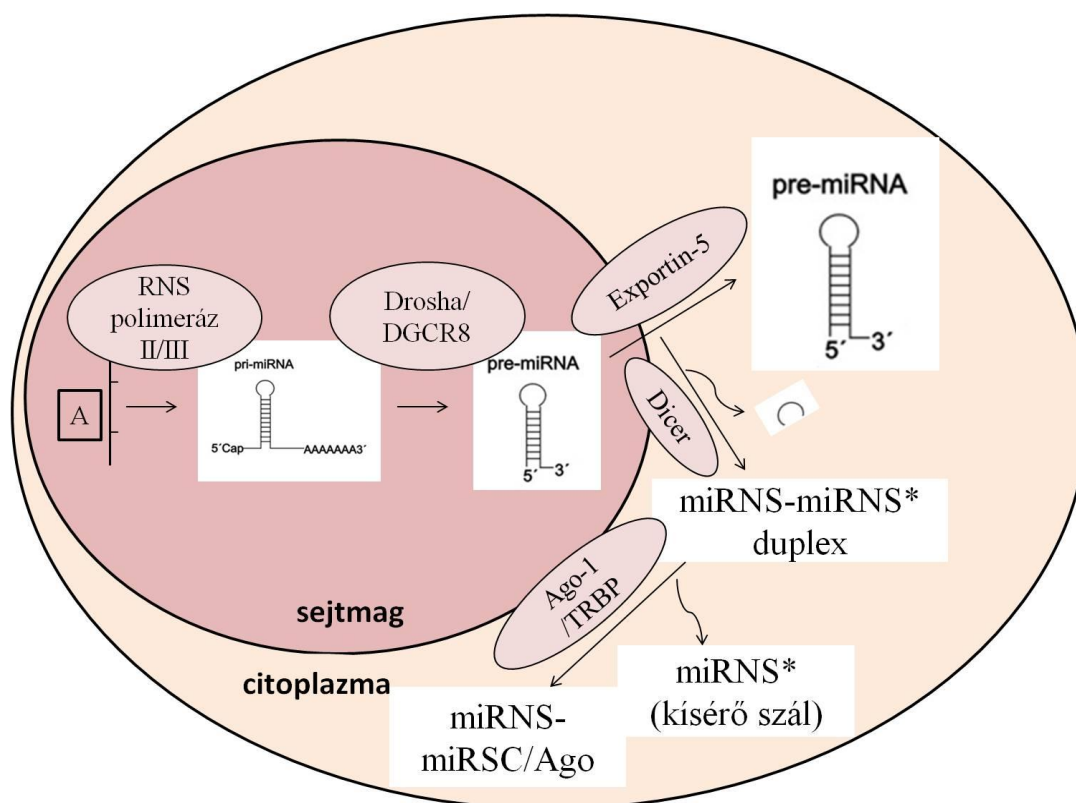 RNS
polimeráz
II/III
A
pri-miRNA
5´Cap
AAAAAAA3´
Drosha/
DGCR8
pre-miRNA
5´
3´
Exportin-5
pre-miRNA
5´
3´
Dicer
miRNS-miRNS*
duplex
Ago-1
/TRBP
miRNS*
(kísérő szál)
miRNS-
miRSC/Ago
sejtmag
citoplazma